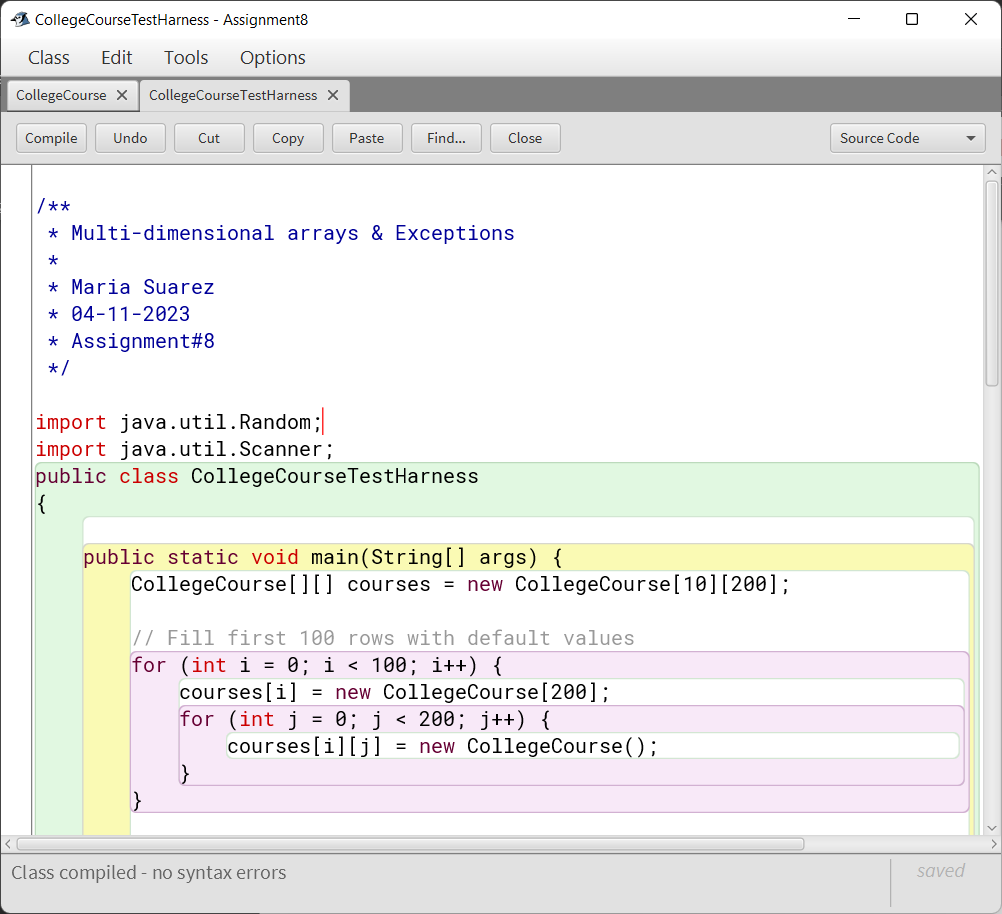 CollegeCourseTestHarness - Assignment8
Class Edit Tools Options
CollegeCourse CollegeCourseTestHarness
Compile Undo Cut Copy Paste Find... Close Source Code
/**
 * Multi-dimensional arrays & Exceptions
 *
 * Maria Suarez
 * 04-11-2023
 * Assignment#8
 */
import java.util.Random;
import java.util.Scanner;
public class CollegeCourseTestHarness
{
    public static void main(String[] args) {
        CollegeCourse[][] courses = new CollegeCourse[10][200];
        // Fill first 100 rows with default values
        for (int i = 0; i < 100; i++) {
            courses[i] = new CollegeCourse[200];
            for (int j = 0; j < 200; j++) {
                courses[i][j] = new CollegeCourse();
            }
        }
Class compiled - no syntax errors
saved